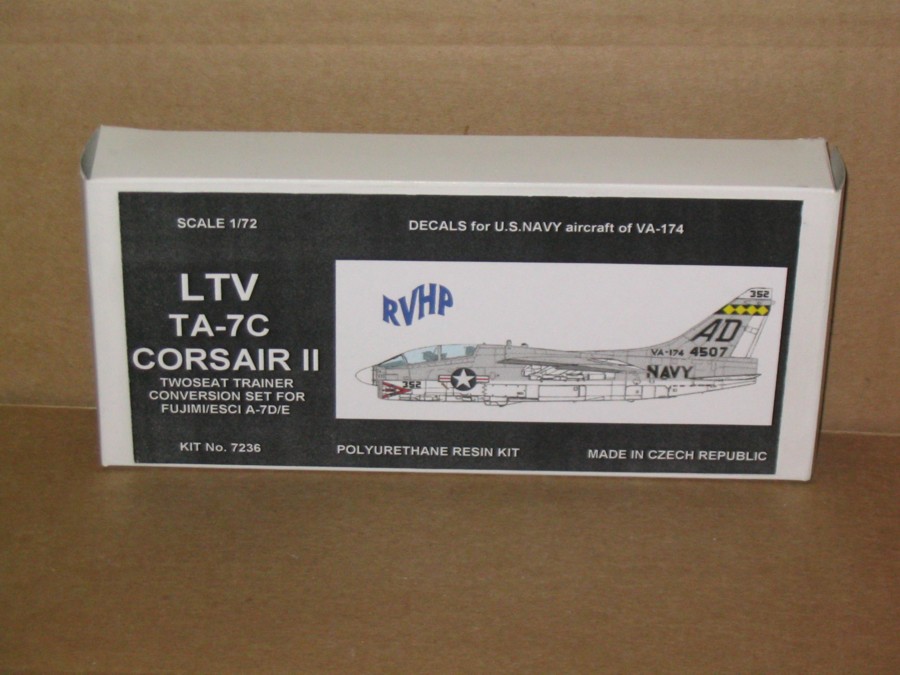 SCALE 1/72
DECALS for U.S.NAVY aircraft of VA-174
LTV
TA-7C
CORSAIR II
TWOSEAT TRAINER
CONVERSION SET FOR
FUJIMI/ESCI A-7D/E
RVHP
352
AD
VA-174 4507
NAVY
352
KIT No. 7236
POLYURETHANE RESIN KIT
MADE IN CZECH REPUBLIC